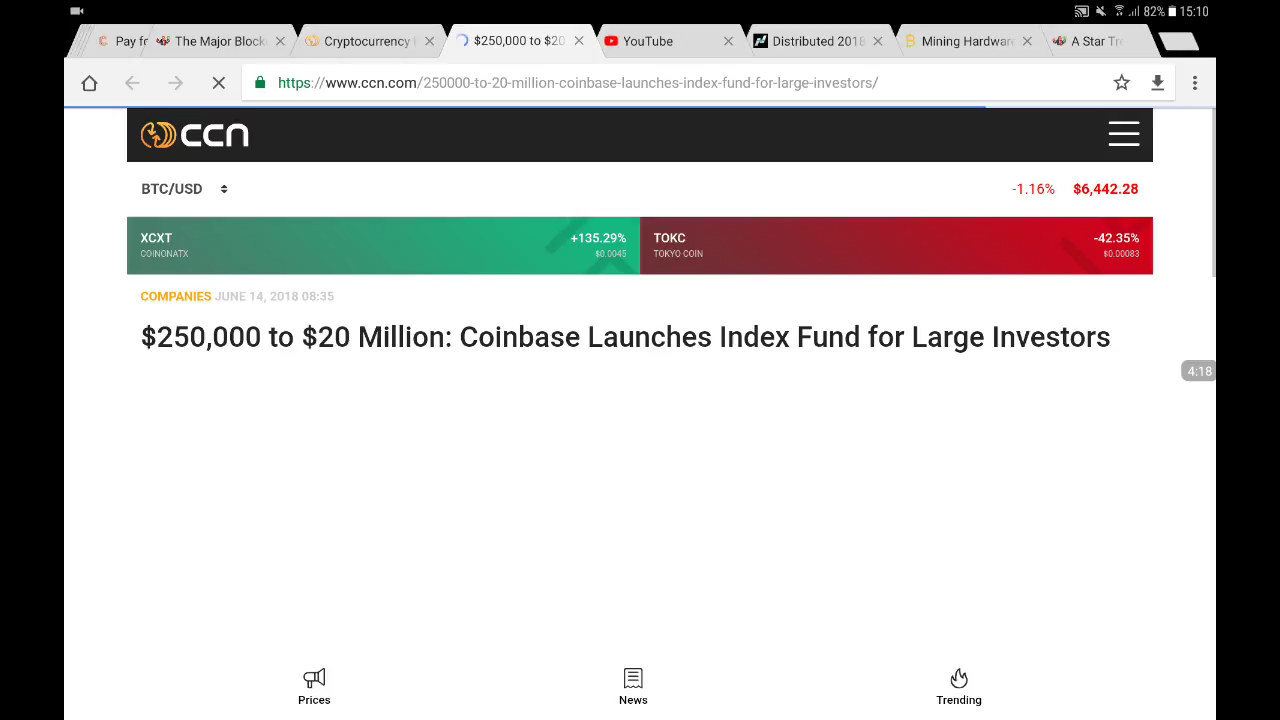 82% 15:10
Pay fo
The Major Block
Cryptocurrency
$250,000 to $20
YouTube
Distributed 2018
Mining Hardwar
A Star Tre
https://www.ccn.com/250000-to-20-million-coinbase-launches-index-fund-for-large-investors/
ccn
BTC/USD -1.16% $6,442.28
XCXT +135.29% TOKC -42.35%
COINONATX $0.0045 TOKYO COIN $0.00083
COMPANIES JUNE 14, 2018 08:35
$250,000 to $20 Million: Coinbase Launches Index Fund for Large Investors
4:18
Prices News Trending